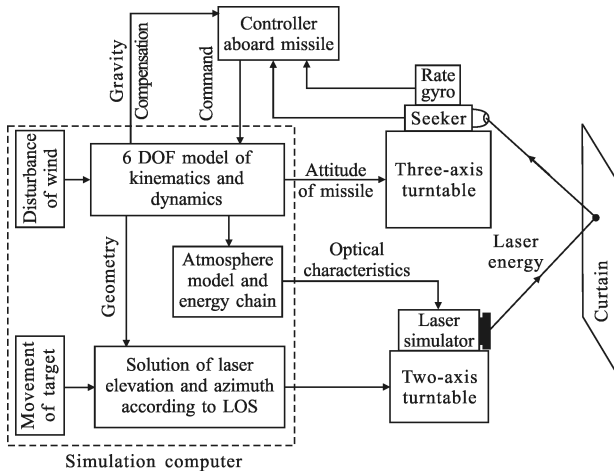 Controller
aboard missile
Gravity
Compensation
Command
Rate
gyro
Seeker
Disturbance
of wind
6 DOF model of
kinematics and
dynamics
Attitude
of missile
Three-axis
turntable
Geometry
Atmosphere
model and
energy chain
Optical
characteristics
Laser
energy
Curtain
Laser
simulator
Movement
of target
Solution of laser
elevation and azimuth
according to LOS
Two-axis
turntable
Simulation computer